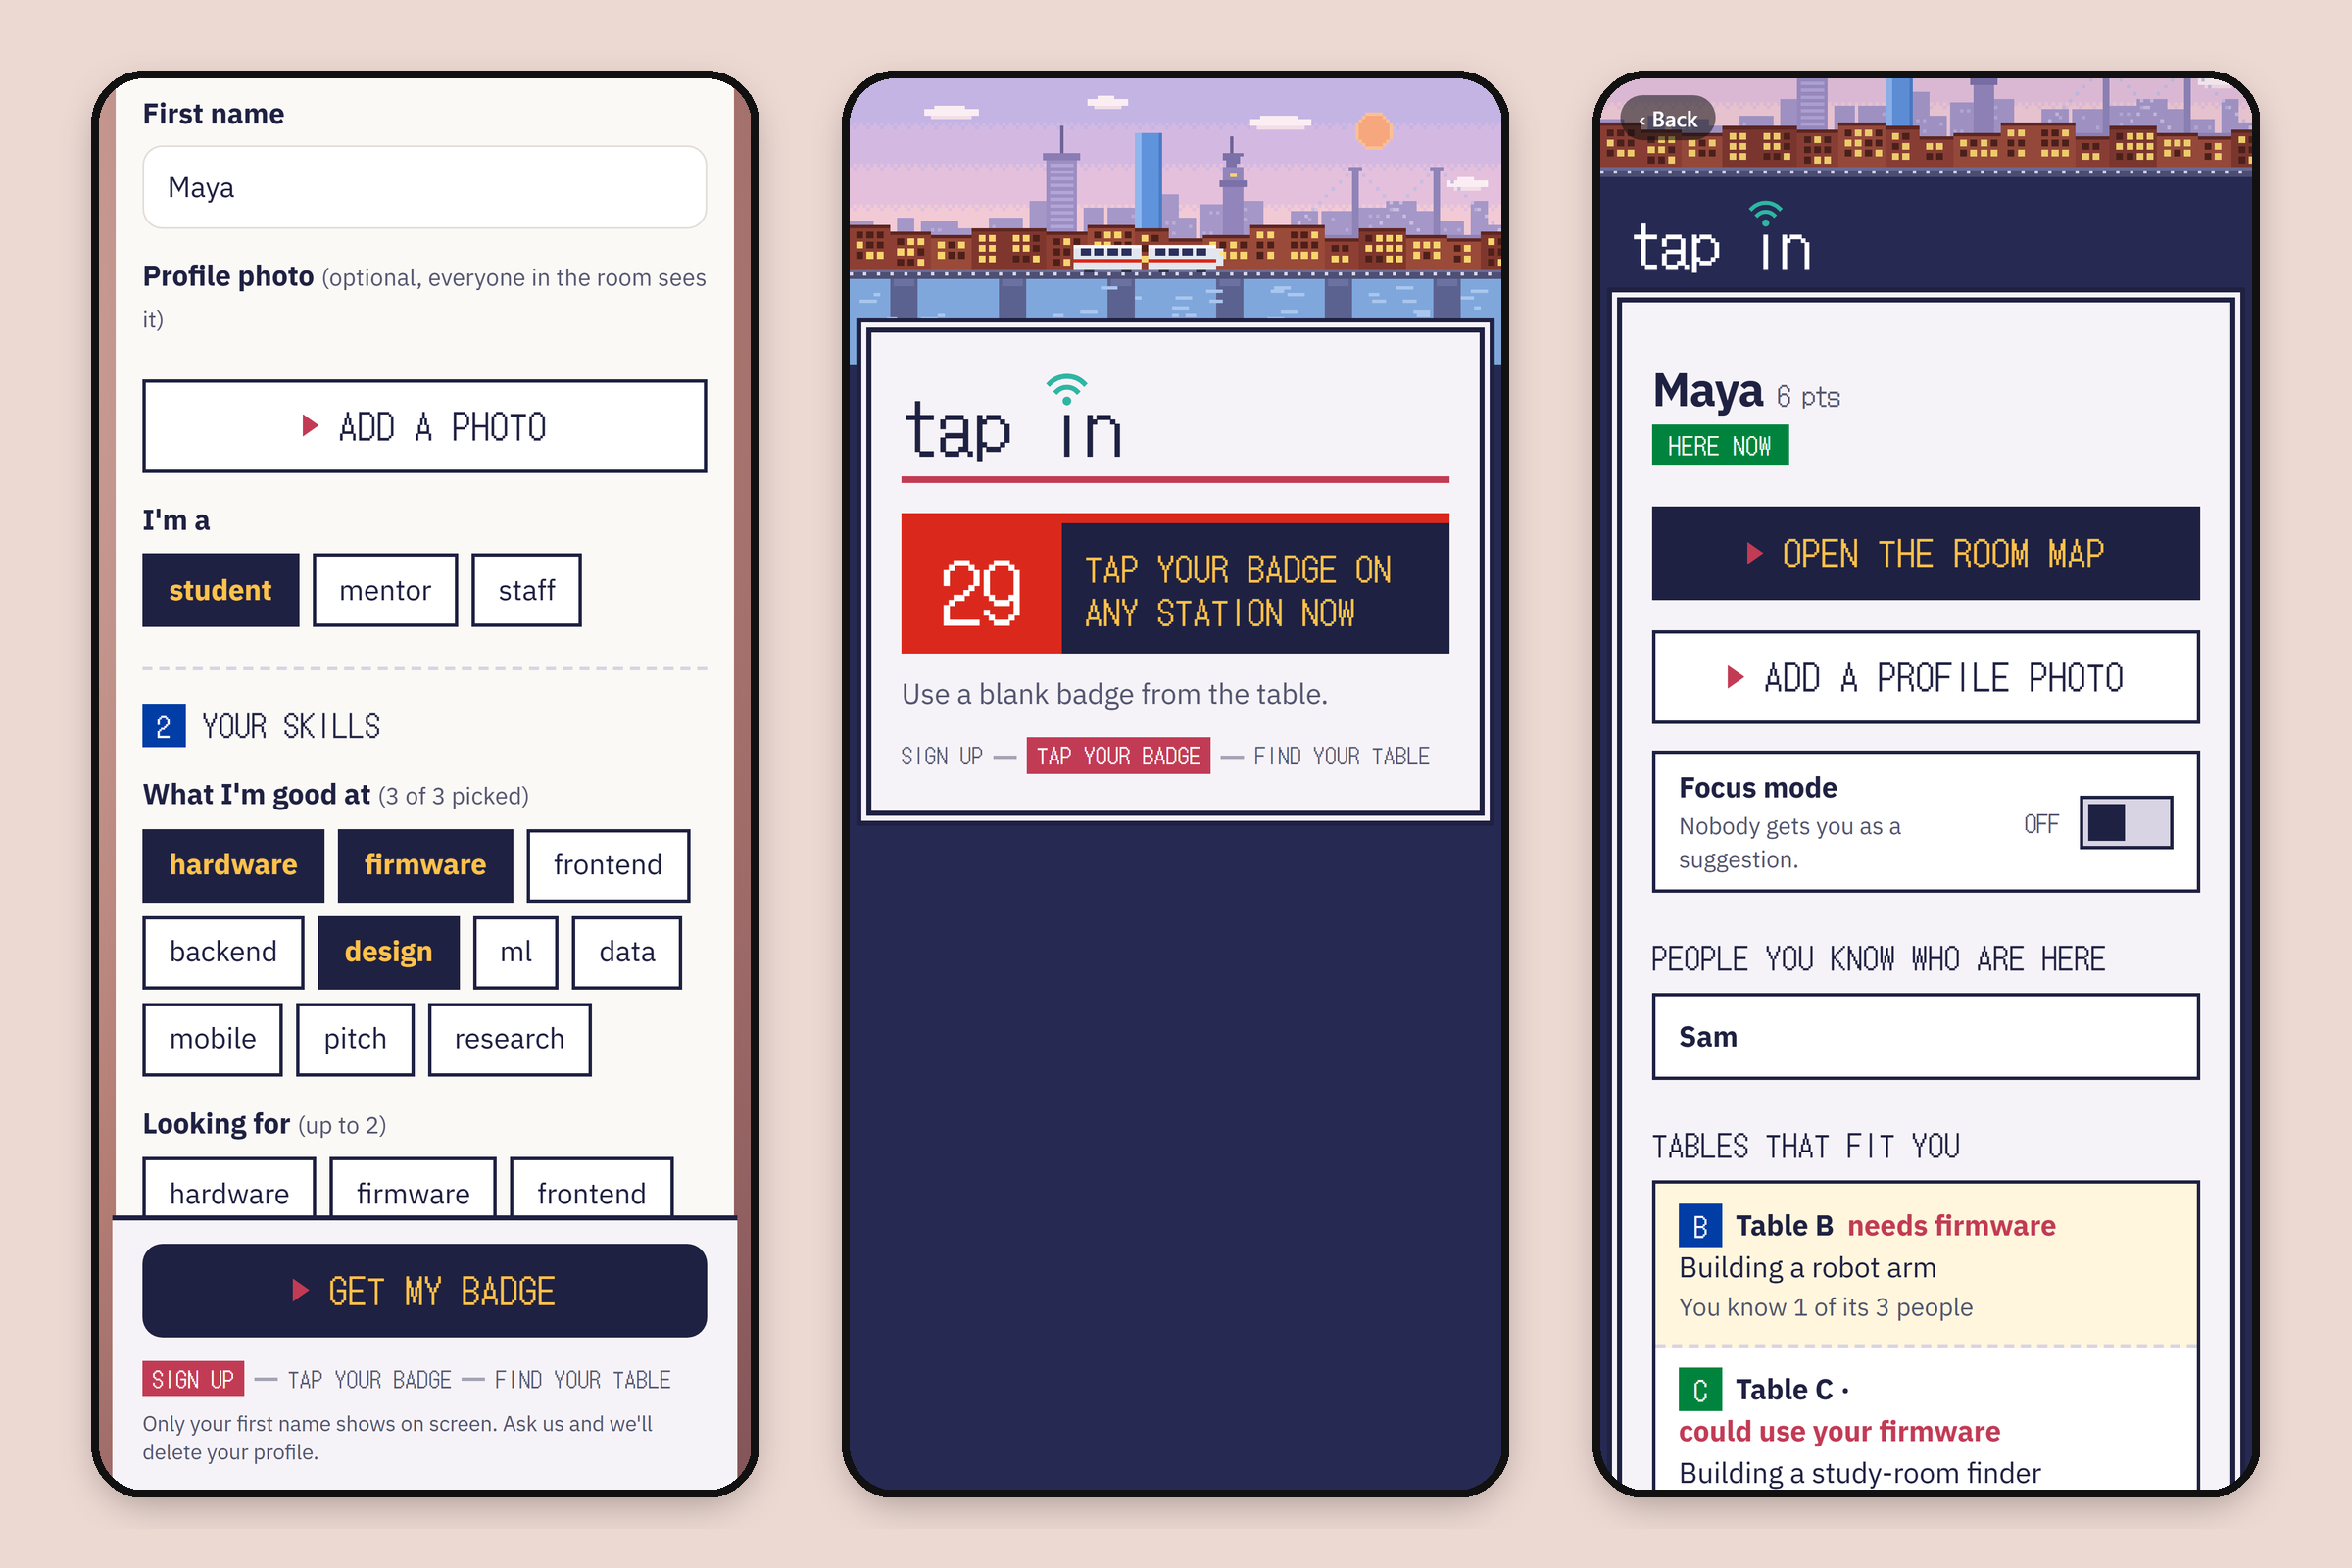 First name
Maya
Profile photo (optional, everyone in the room sees
it)
ADD A PHOTO
I'm a
student mentor staff
2 YOUR SKILLS
What I'm good at (3 of 3 picked)
hardware firmware frontend
backend design ml data
mobile pitch research
Looking for (up to 2)
hardware firmware frontend
GET MY BADGE
SIGN UP — TAP YOUR BADGE — FIND YOUR TABLE
Only your first name shows on screen. Ask us and we'll
delete your profile.
tap in
29
TAP YOUR BADGE ON
ANY STATION NOW
Use a blank badge from the table.
SIGN UP — TAP YOUR BADGE — FIND YOUR TABLE
‹ Back
tap in
Maya 6 pts
HERE NOW
OPEN THE ROOM MAP
ADD A PROFILE PHOTO
Focus mode
Nobody gets you as a
suggestion.
OFF
PEOPLE YOU KNOW WHO ARE HERE
Sam
TABLES THAT FIT YOU
B Table B needs firmware
Building a robot arm
You know 1 of its 3 people
C Table C ·
could use your firmware
Building a study-room finder